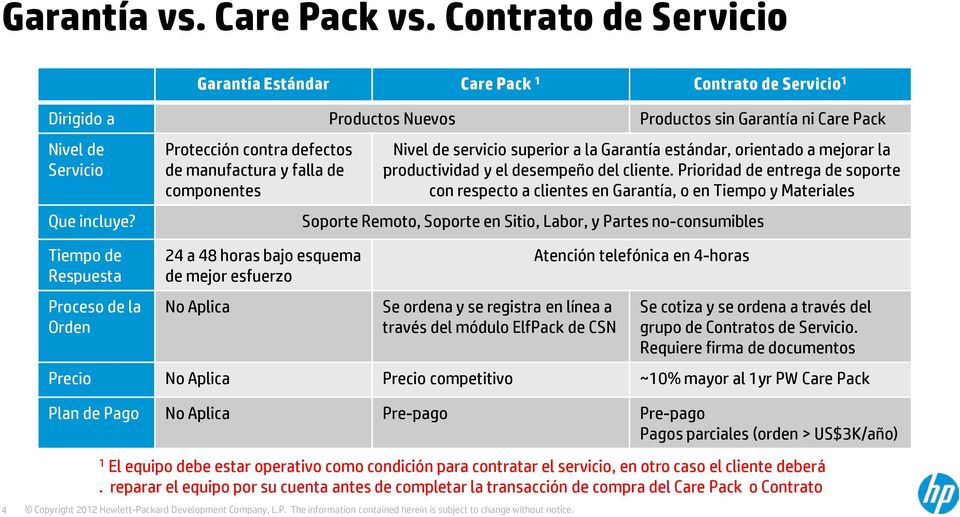 Garantía vs. Care Pack vs. Contrato de Servicio
Garantía Estándar Care Pack ¹ Contrato de Servicio¹
Dirigido a Productos Nuevos Productos sin Garantía ni Care Pack
Nivel de
Servicio
Protección contra defectos
de manufactura y falla de
componentes
Nivel de servicio superior a la Garantía estándar, orientado a mejorar la
productividad y el desempeño del cliente. Prioridad de entrega de soporte
con respecto a clientes en Garantía, o en Tiempo y Materiales
Que incluye? Soporte Remoto, Soporte en Sitio, Labor, y Partes no-consumibles
Tiempo de
Respuesta
24 a 48 horas bajo esquema
de mejor esfuerzo
Atención telefónica en 4-horas
Proceso de la
Orden
No Aplica
Se ordena y se registra en línea a
través del módulo ElfPack de CSN
Se cotiza y se ordena a través del
grupo de Contratos de Servicio.
Requiere firma de documentos
Precio No Aplica Precio competitivo ~10% mayor al 1yr PW Care Pack
Plan de Pago No Aplica Pre-pago Pre-pago
Pagos parciales (orden > US$3K/año)
¹ El equipo debe estar operativo como condición para contratar el servicio, en otro caso el cliente deberá
. reparar el equipo por su cuenta antes de completar la transacción de compra del Care Pack o Contrato
4 © Copyright 2012 Hewlett-Packard Development Company, L.P. The information contained herein is subject to change without notice.
hp